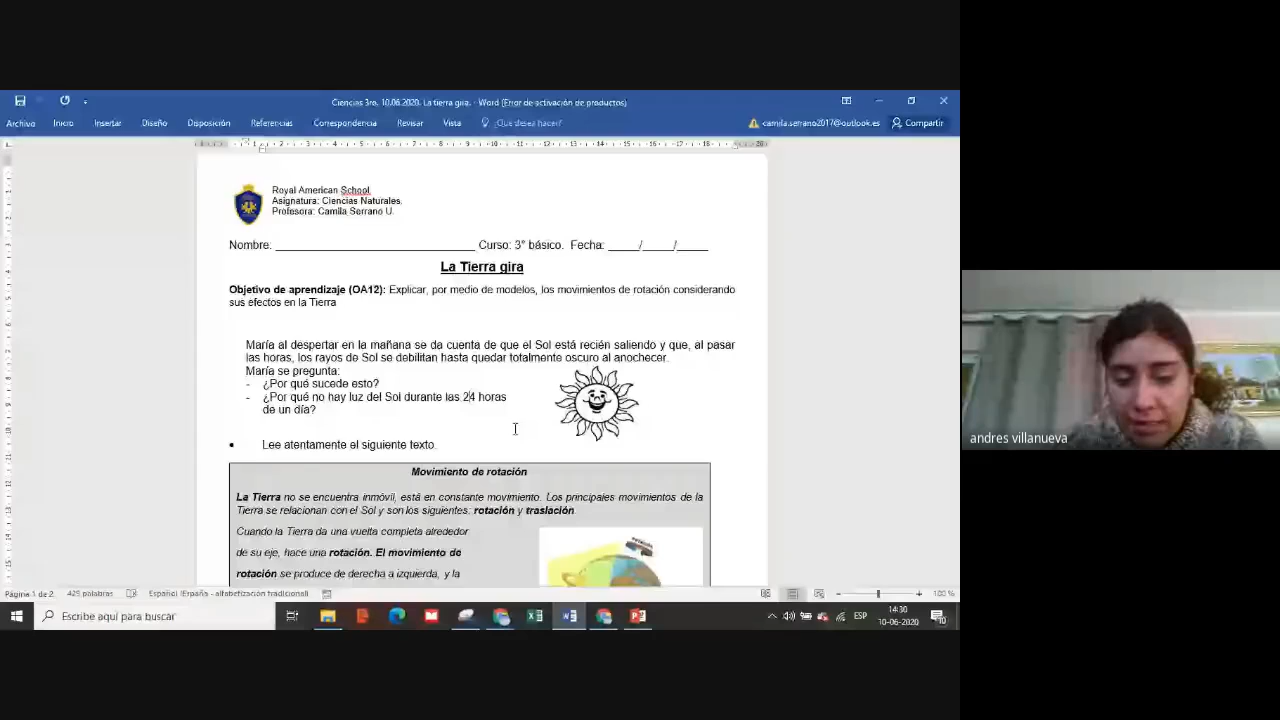 Ciencias 3ro. 10.06.2020. La tierra gira. - Word (Error de activación de productos)
Archivo Inicio Insertar Diseño Disposición Referencias Correspondencia Revisar Vista ¿Qué desea hacer? camila.serrano2017@outlook.es Compartir
Royal American School.
Asignatura: Ciencias Naturales.
Profesora: Camila Serrano U.
Nombre: ______________________________ Curso: 3° básico. Fecha: _____/_____/_____
La Tierra gira
Objetivo de aprendizaje (OA12): Explicar, por medio de modelos, los movimientos de rotación considerando
sus efectos en la Tierra
María al despertar en la mañana se da cuenta de que el Sol está recién saliendo y que, al pasar
las horas, los rayos de Sol se debilitan hasta quedar totalmente oscuro al anochecer.
María se pregunta:
- ¿Por qué sucede esto?
- ¿Por qué no hay luz del Sol durante las 24 horas
de un día?
• Lee atentamente el siguiente texto.
Movimiento de rotación
La Tierra no se encuentra inmóvil, está en constante movimiento. Los principales movimientos de la
Tierra se relacionan con el Sol y son los siguientes: rotación y traslación
Cuando la Tierra da una vuelta completa alrededor
de su eje, hace una rotación. El movimiento de
rotación se produce de derecha a izquierda, y la
andres villanueva
Página 1 de 2 425 palabras Español (España - alfabetización tradicional) 100 %
Escribe aquí para buscar
ESP
14:30
10-06-2020